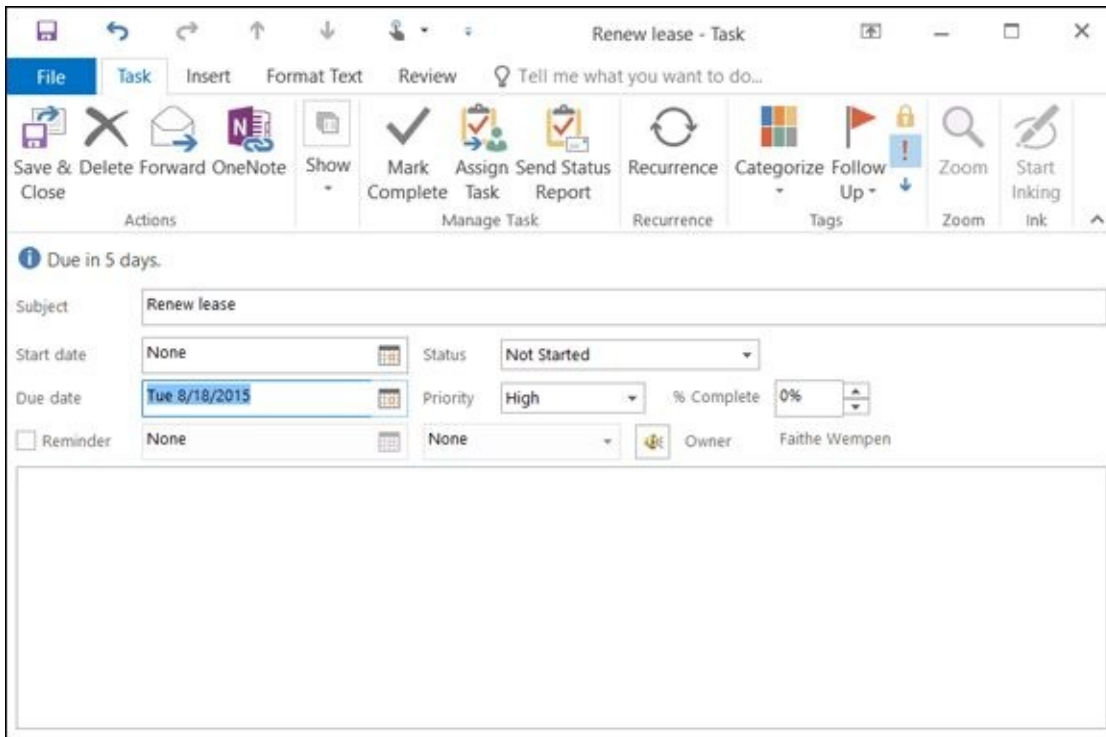 Renew lease - Task
File Task Insert Format Text Review Tell me what you want to do...
Save & Close Delete Forward OneNote Show Mark Complete Assign Task Send Status Report Recurrence Categorize Follow Up Zoom Start Inking
Actions Manage Task Recurrence Tags Zoom Ink
Due in 5 days.
Subject Renew lease
Start date None Status Not Started
Due date Tue 8/18/2015 Priority High % Complete 0%
Reminder None None Owner Faithe Wempen